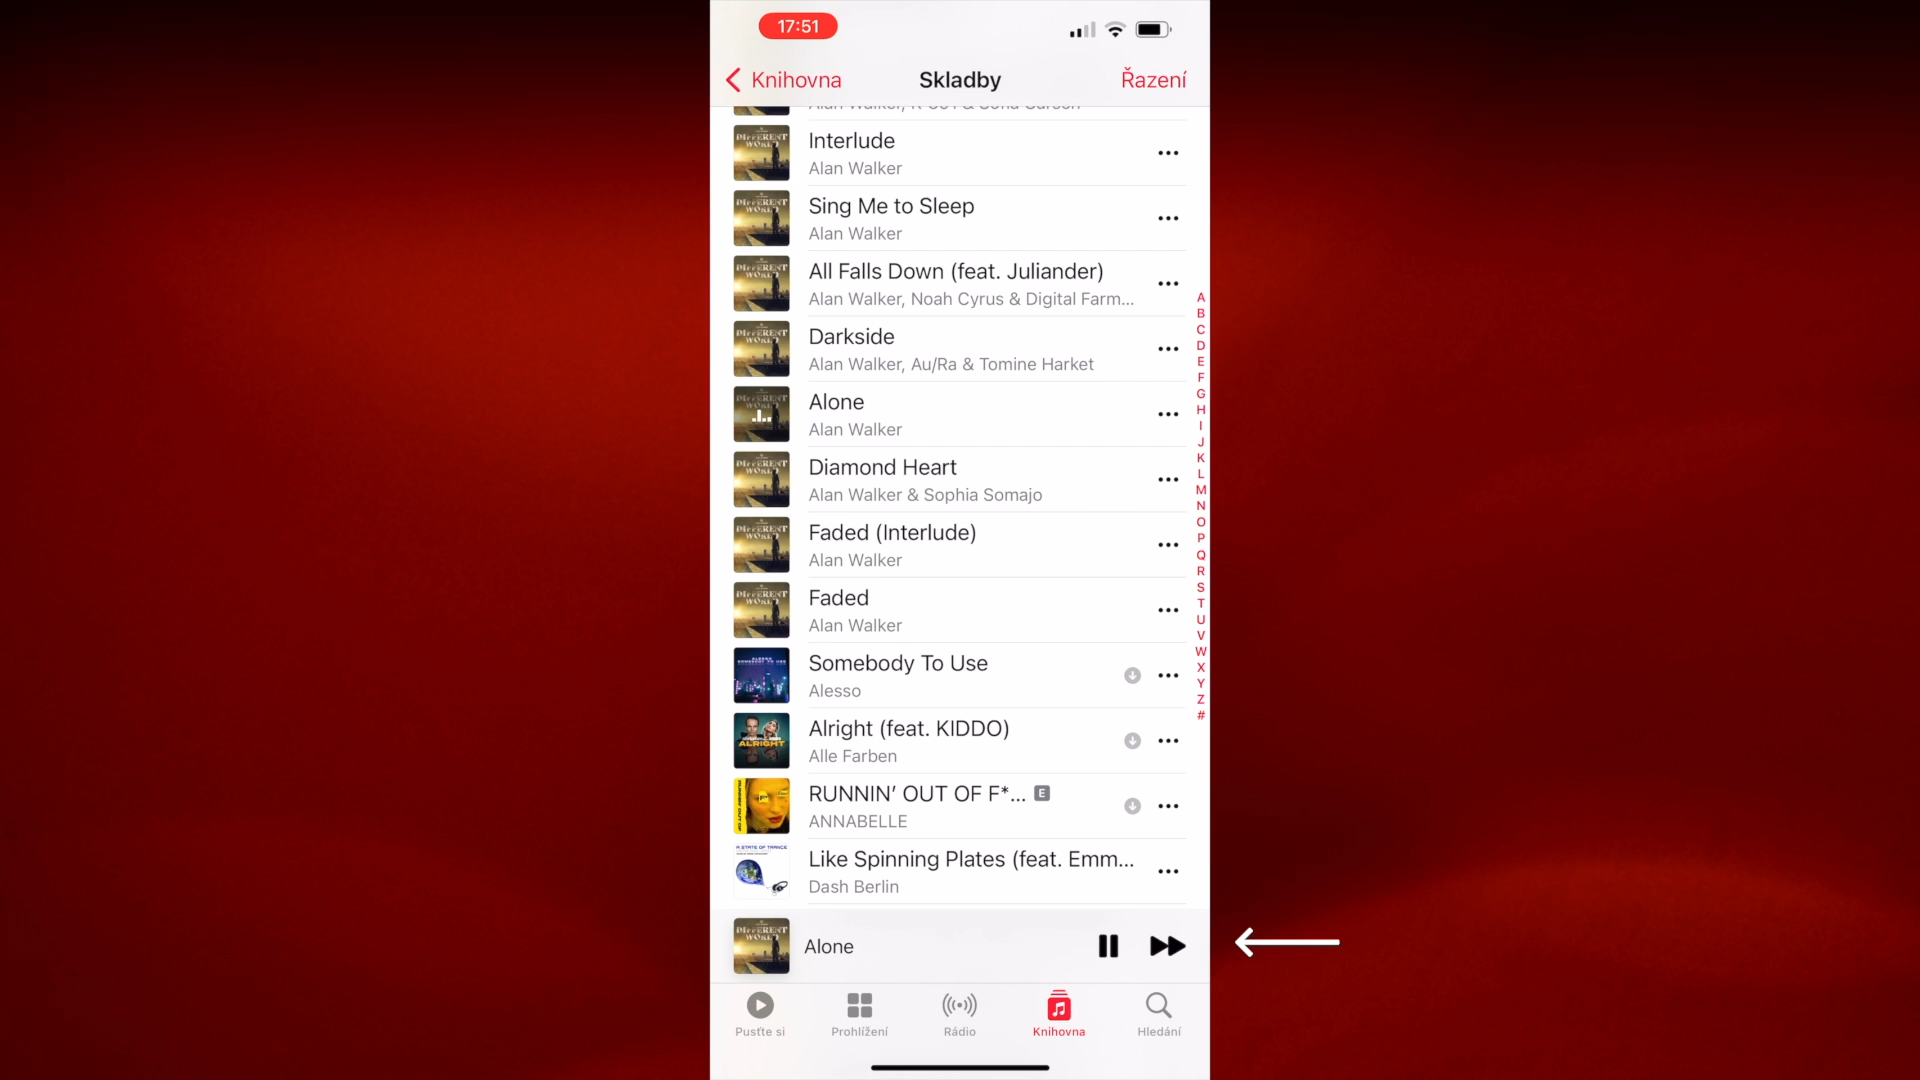 17:51
Knihovna
Skladby
Řazení
Interlude
Alan Walker
Sing Me to Sleep
Alan Walker
All Falls Down (feat. Juliander)
Alan Walker, Noah Cyrus & Digital Farm...
Darkside
Alan Walker, Au/Ra & Tomine Harket
Alone
Alan Walker
Diamond Heart
Alan Walker & Sophia Somajo
Faded (Interlude)
Alan Walker
Faded
Alan Walker
Somebody To Use
Alesso
Alright (feat. KIDDO)
Alle Farben
RUNNIN' OUT OF F*... E
ANNABELLE
Like Spinning Plates (feat. Emm...
Dash Berlin
A
B
C
D
E
F
G
H
I
J
K
L
M
N
O
P
Q
R
S
T
U
V
W
X
Y
Z
#
Alone
Pusťte si
Prohlížení
Rádio
Knihovna
Hledání